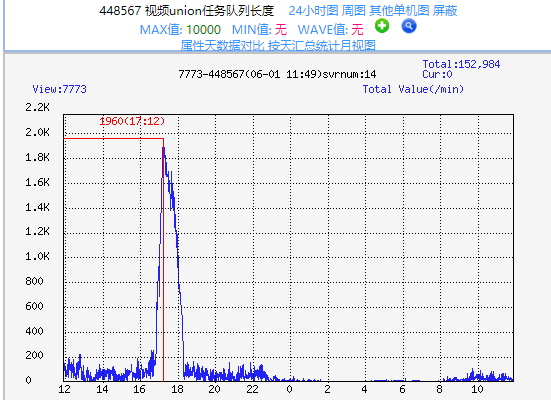 448567 视频union任务队列长度 24小时图 周图 其他单机图 屏蔽
MAX值: 10000 MIN值: 无 WAVE值: 无
属性天数据对比 按天汇总统计月视图
Total:152,984
7773-448567(06-01 11:49)svrnum:14 Cur:0
View:7773 Total Value(/min)
2.2K
1960(17:12)
2.0K
1.8K
1.6K
1.4K
1.2K
1.0K
800
600
400
200
0
12 14 16 18 20 22 0 2 4 6 8 10